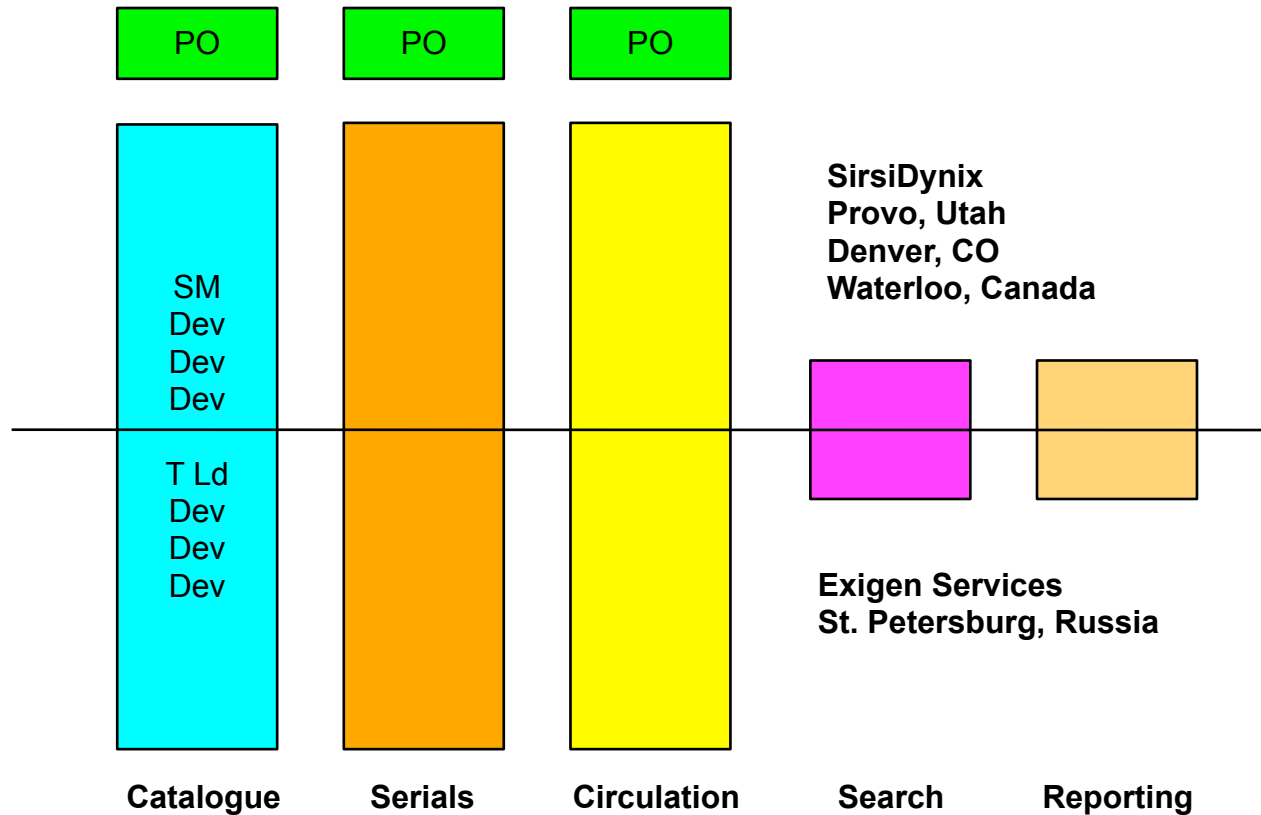 PO
PO
PO
SirsiDynix
Provo, Utah
Denver, CO
Waterloo, Canada
SM
Dev
Dev
Dev
T Ld
Dev
Dev
Dev
Exigen Services
St. Petersburg, Russia
Catalogue
Serials
Circulation
Search
Reporting